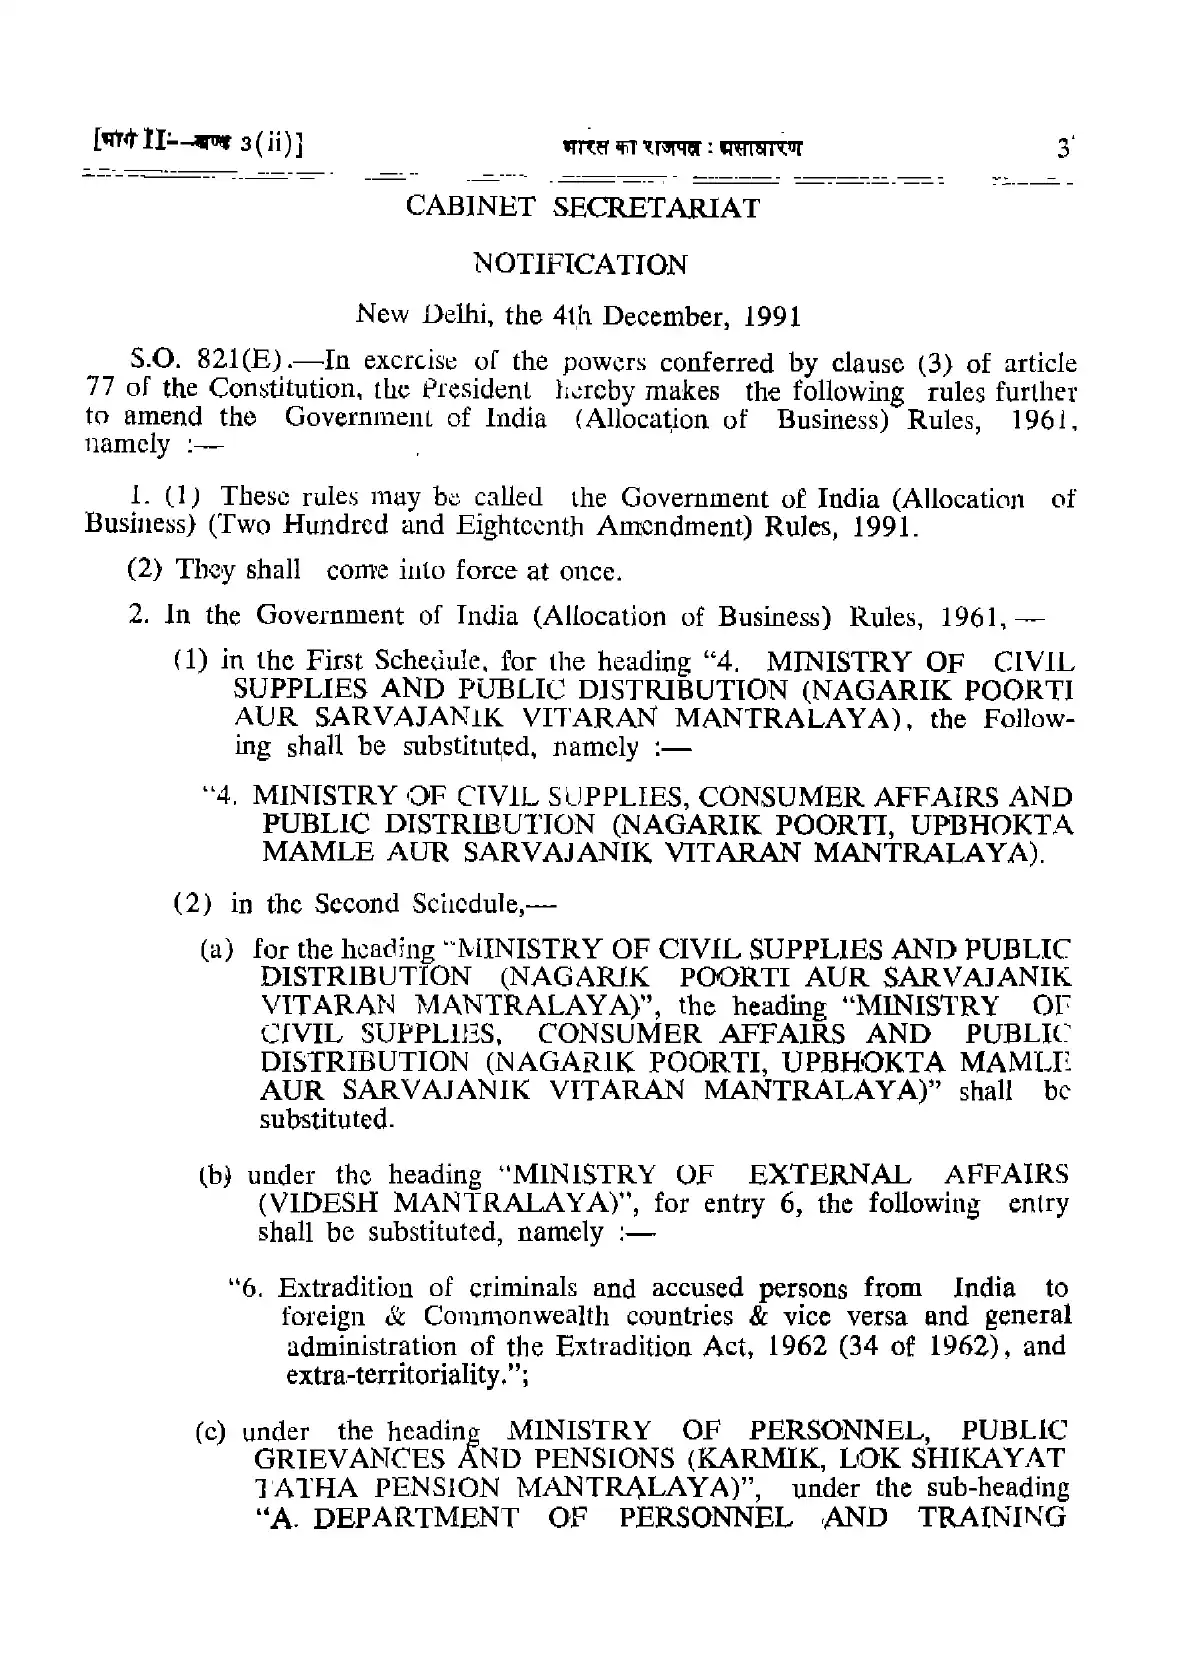 [भाग II--खण्ड 3(ii)] भारत का राजपत्र : असाधारण 3
CABINET SECRETARIAT
NOTIFICATION
New Delhi, the 4th December, 1991
S.O. 821(E).—In exercise of the powers conferred by clause (3) of article
77 of the Constitution, the President hereby makes the following rules further
to amend the Government of India (Allocation of Business) Rules, 1961,
namely :—
1. (1) These rules may be called the Government of India (Allocation of
Business) (Two Hundred and Eighteenth Amendment) Rules, 1991.
(2) They shall come into force at once.
2. In the Government of India (Allocation of Business) Rules, 1961,—
(1) in the First Schedule, for the heading “4. MINISTRY OF CIVIL
SUPPLIES AND PUBLIC DISTRIBUTION (NAGARIK POORTI
AUR SARVAJANIK VITARAN MANTRALAYA), the Follow-
ing shall be substituted, namely :—
“4. MINISTRY OF CIVIL SUPPLIES, CONSUMER AFFAIRS AND
PUBLIC DISTRIBUTION (NAGARIK POORTI, UPBHOKTA
MAMLE AUR SARVAJANIK VITARAN MANTRALAYA).
(2) in the Second Schedule,—
(a) for the heading “MINISTRY OF CIVIL SUPPLIES AND PUBLIC
DISTRIBUTION (NAGARIK POORTI AUR SARVAJANIK
VITARAN MANTRALAYA)”, the heading “MINISTRY OF
CIVIL SUPPLIES, CONSUMER AFFAIRS AND PUBLIC
DISTRIBUTION (NAGARIK POORTI, UPBHOKTA MAMLE
AUR SARVAJANIK VITARAN MANTRALAYA)” shall be
substituted.
(b) under the heading “MINISTRY OF EXTERNAL AFFAIRS
(VIDESH MANTRALAYA)”, for entry 6, the following entry
shall be substituted, namely :—
“6. Extradition of criminals and accused persons from India to
foreign & Commonwealth countries & vice versa and general
administration of the Extradition Act, 1962 (34 of 1962), and
extra-territoriality.”;
(c) under the heading MINISTRY OF PERSONNEL, PUBLIC
GRIEVANCES AND PENSIONS (KARMIK, LOK SHIKAYAT
TATHA PENSION MANTRALAYA)”, under the sub-heading
“A. DEPARTMENT OF PERSONNEL AND TRAINING